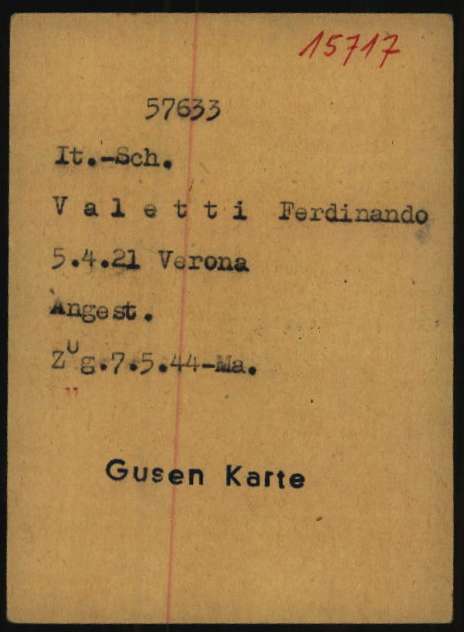 15717
57633
It.-Sch.
Valetti Ferdinando
5.4.21 Verona
Angest.
Zug.7.5.44-Ma.
"
Gusen Karte